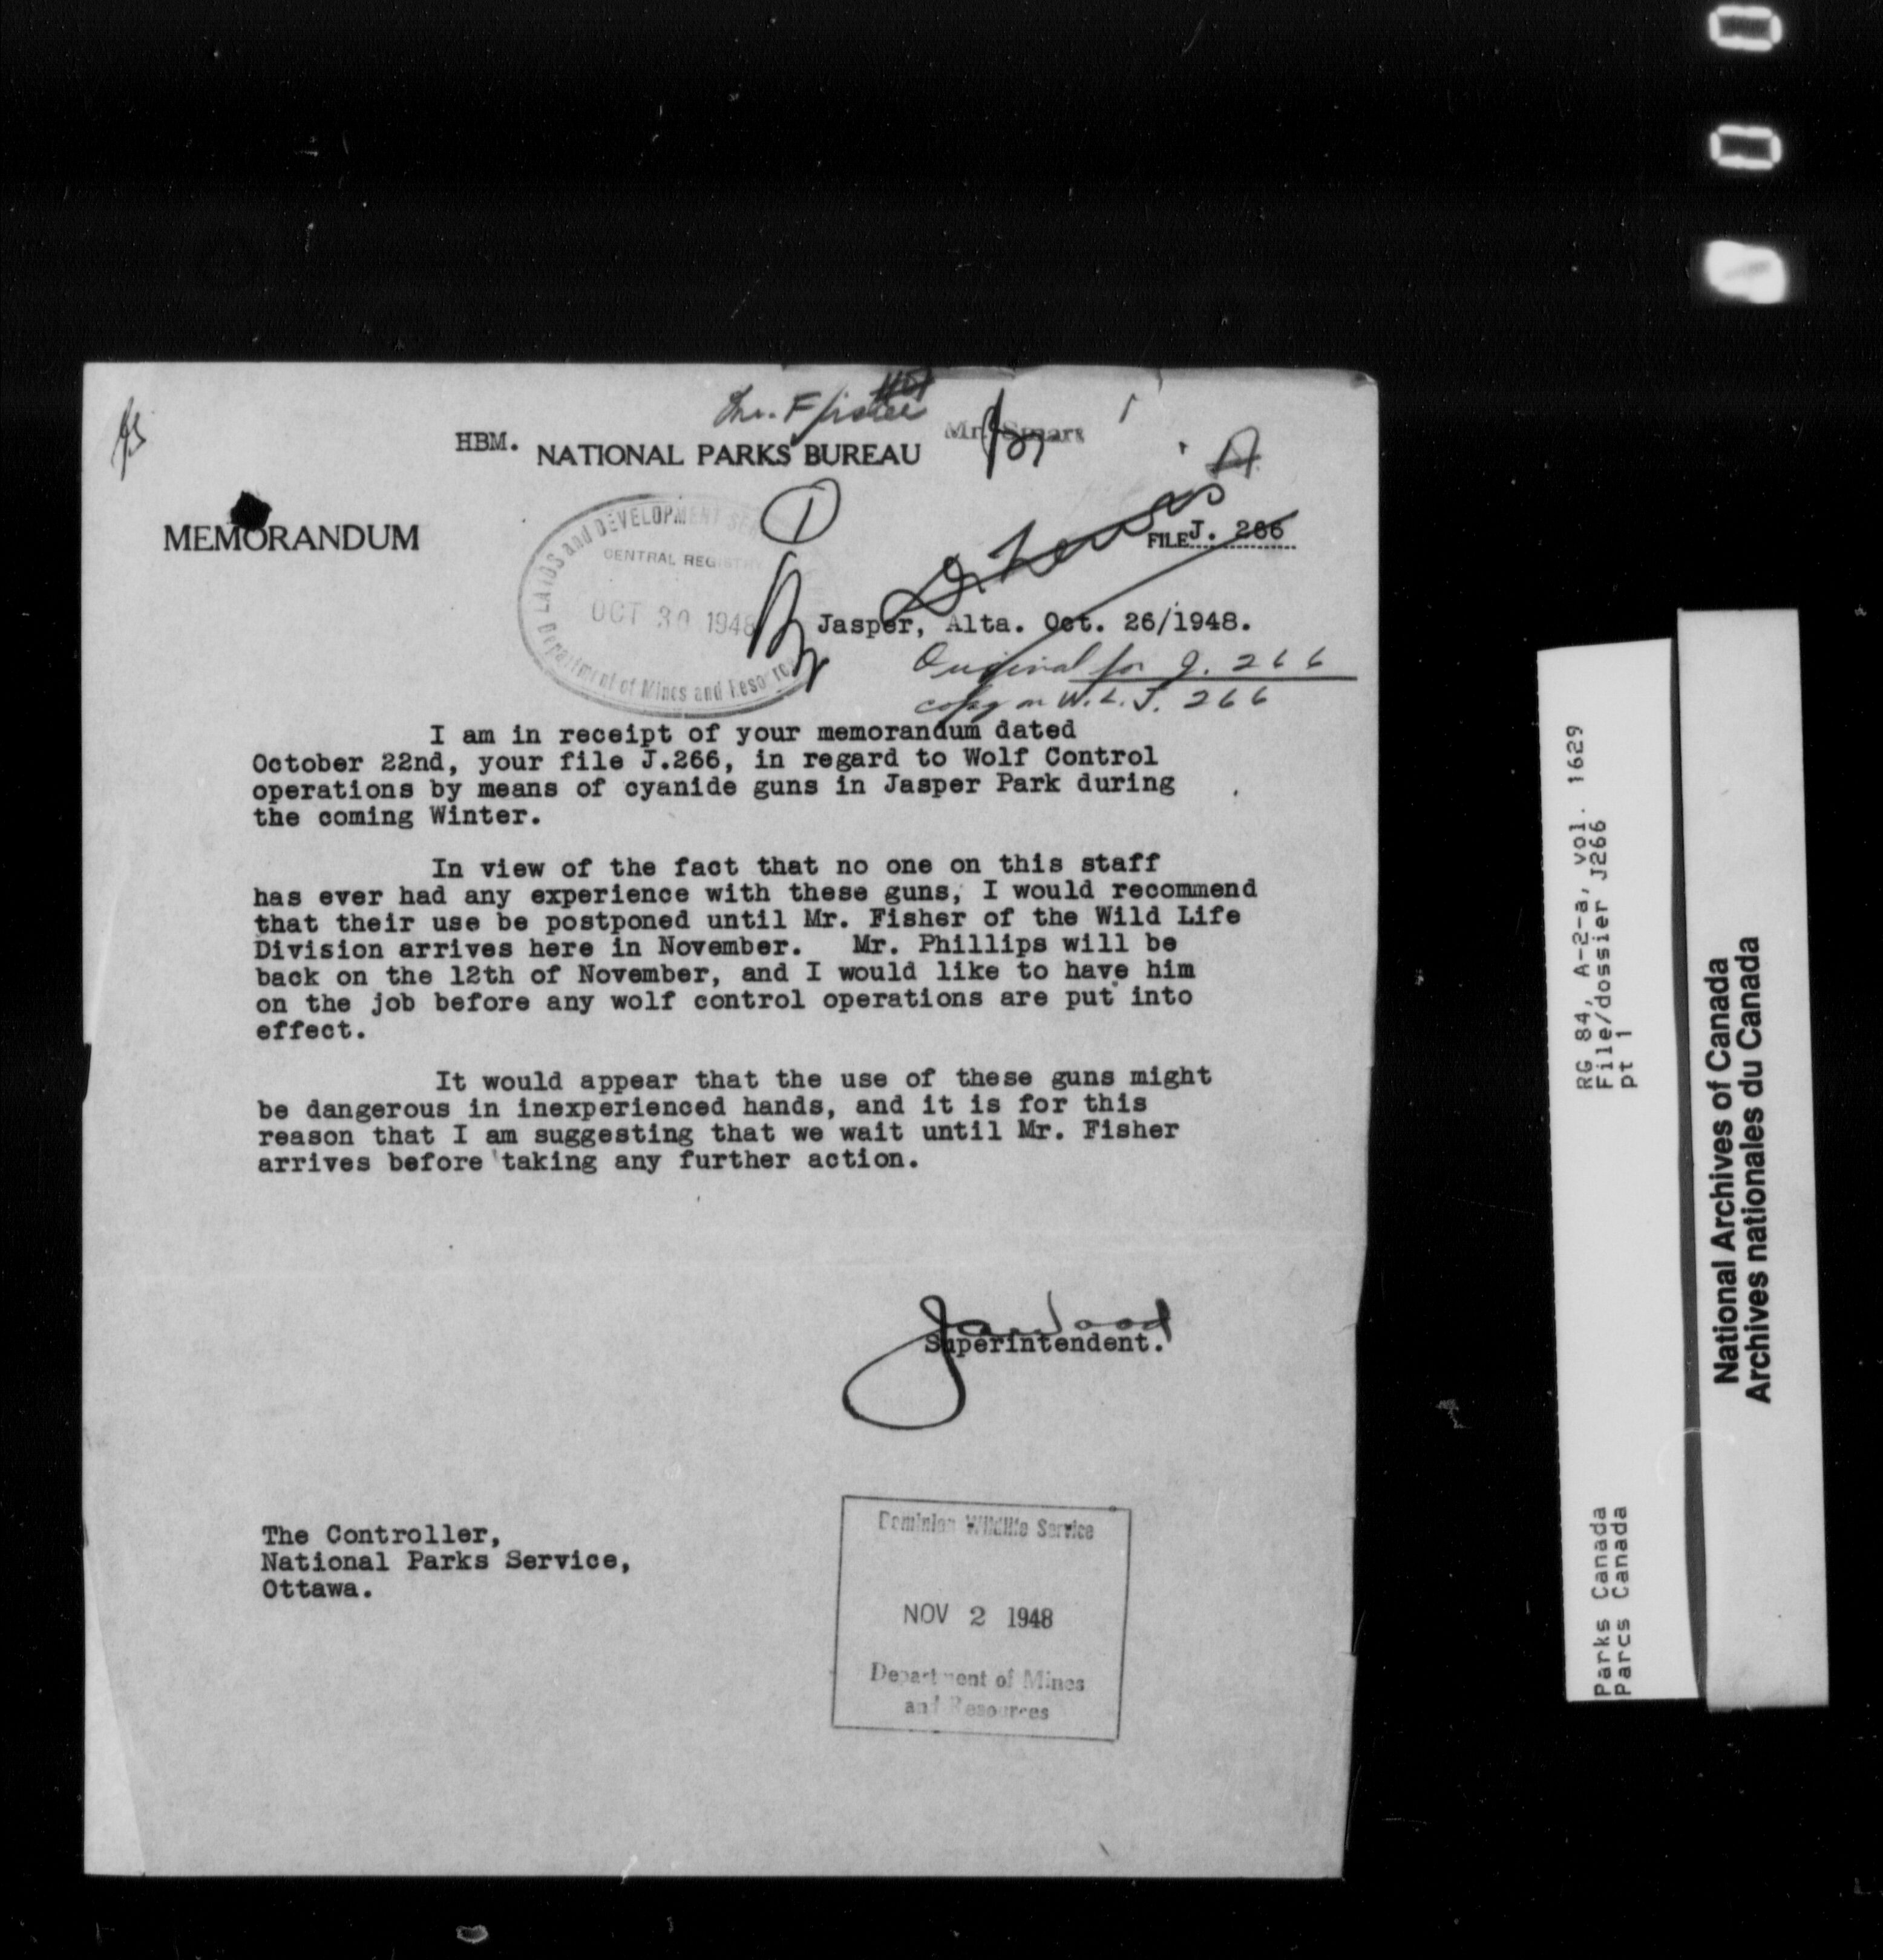 HBM.
Mr. Smart
NATIONAL PARKS BUREAU
MEMORANDUM
FILE J. 266
LANDS and DEVELOPMENT
CENTRAL REGISTRY
OCT 30 1948
Department of Mines and Resources
1
Jasper, Alta. Oct. 26/1948.
Original for J. 266
copy on W.L.J. 266
I am in receipt of your memorandum dated
October 22nd, your file J.266, in regard to Wolf Control
operations by means of cyanide guns in Jasper Park during
the coming Winter.
In view of the fact that no one on this staff
has ever had any experience with these guns, I would recommend
that their use be postponed until Mr. Fisher of the Wild Life
Division arrives here in November. Mr. Phillips will be
back on the 12th of November, and I would like to have him
on the job before any wolf control operations are put into
effect.
It would appear that the use of these guns might
be dangerous in inexperienced hands, and it is for this
reason that I am suggesting that we wait until Mr. Fisher
arrives before taking any further action.
JAWood
Superintendent.
The Controller,
National Parks Service,
Ottawa.
Dominion Wildlife Service
NOV 2 1948
Department of Mines
and Resources
RG 84, A-2-a, vol. 1629
File/dossier J266
pt 1
Parks Canada
Parcs Canada
National Archives of Canada
Archives nationales du Canada